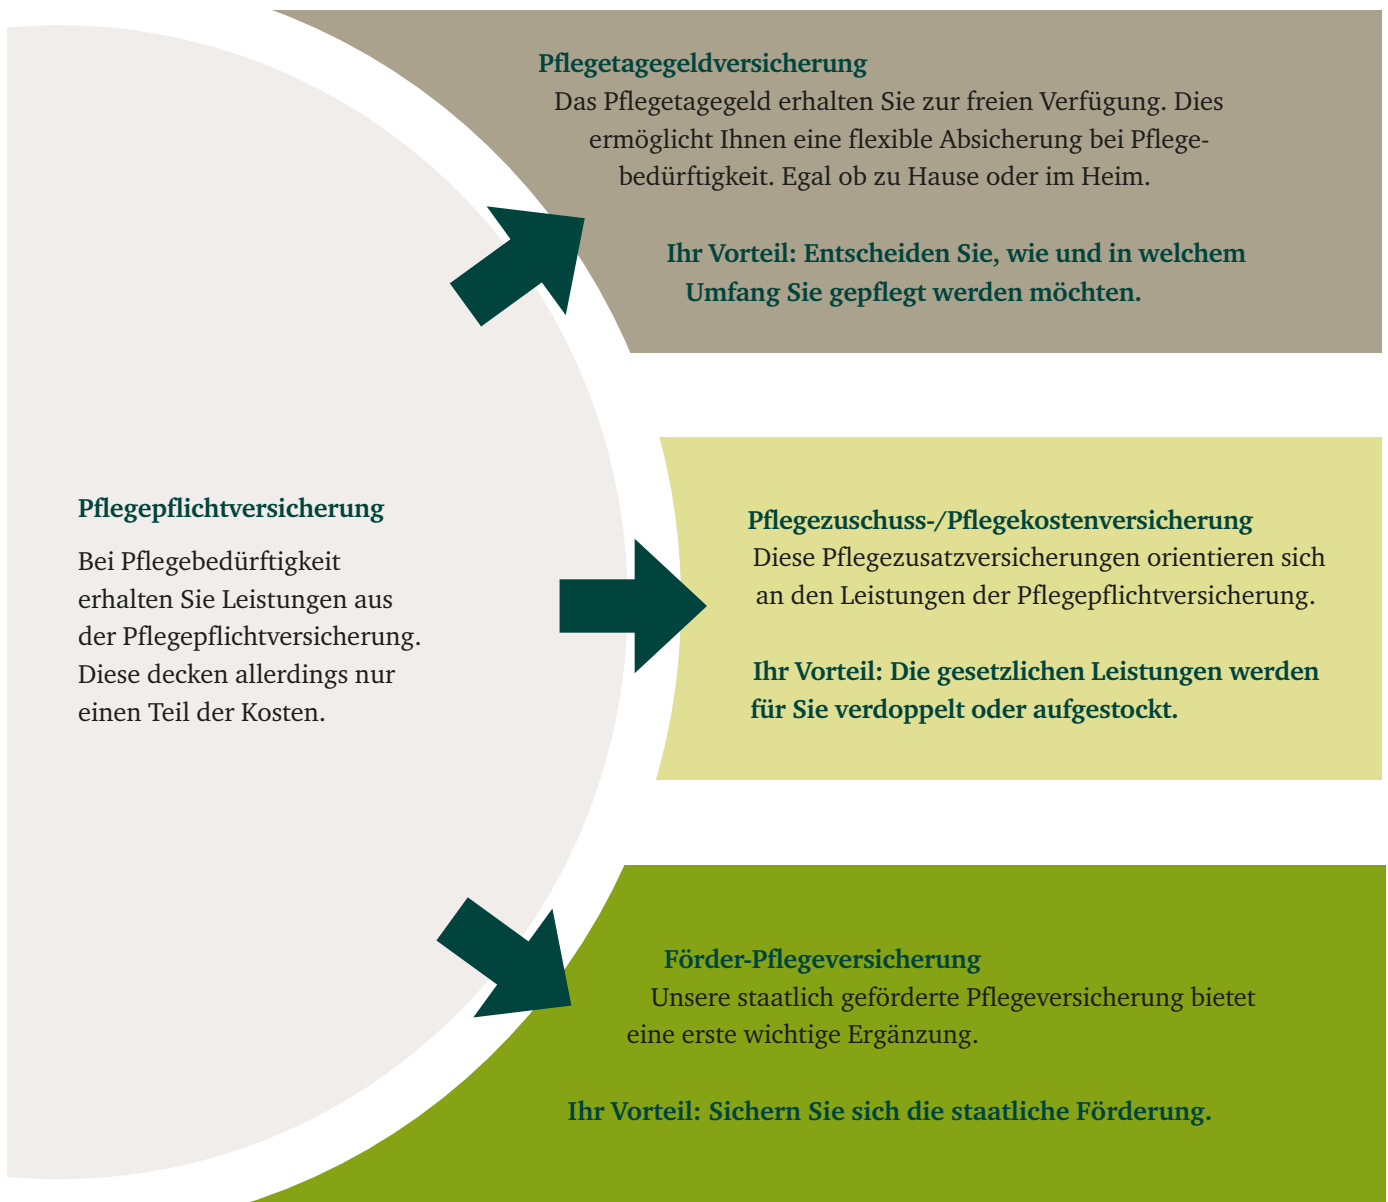 Pflegetagegeldversicherung
Das Pflegetagegeld erhalten Sie zur freien Verfügung. Dies
ermöglicht Ihnen eine flexible Absicherung bei Pflege-
bedürftigkeit. Egal ob zu Hause oder im Heim.
Ihr Vorteil: Entscheiden Sie, wie und in welchem
Umfang Sie gepflegt werden möchten.
Pflegepflichtversicherung
Bei Pflegebedürftigkeit
erhalten Sie Leistungen aus
der Pflegepflichtversicherung.
Diese decken allerdings nur
einen Teil der Kosten.
Pflegezuschuss-/Pflegekostenversicherung
Diese Pflegezusatzversicherungen orientieren sich
an den Leistungen der Pflegepflichtversicherung.
Ihr Vorteil: Die gesetzlichen Leistungen werden
für Sie verdoppelt oder aufgestockt.
Förder-Pflegeversicherung
Unsere staatlich geförderte Pflegeversicherung bietet
eine erste wichtige Ergänzung.
Ihr Vorteil: Sichern Sie sich die staatliche Förderung.